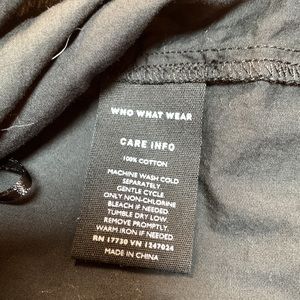 WHO WHAT WEAR
CARE INFO
100% COTTON
MACHINE WASH COLD
SEPARATELY.
GENTLE CYCLE.
ONLY NON-CHLORINE
BLEACH IF NEEDED
TUMBLE DRY LOW.
REMOVE PROMPTLY.
WARM IRON IF NEEDED.
RN 17730 VN 1247024
MADE IN CHINA